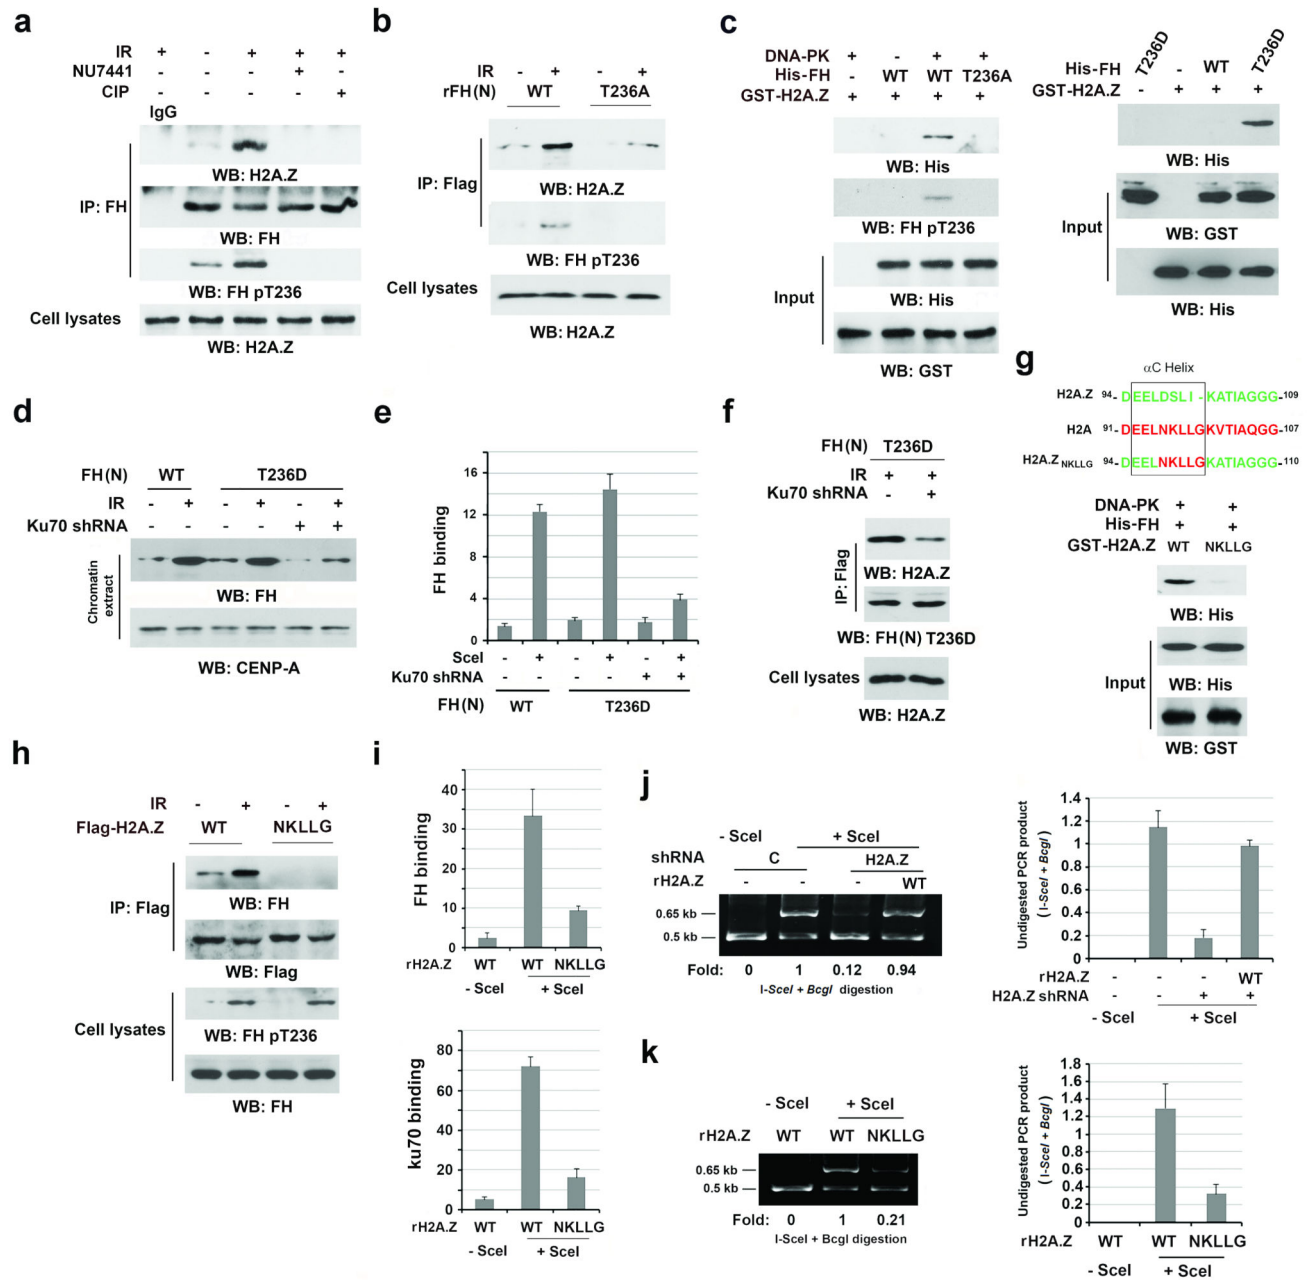 a
IR + - + + +
NU7441 - - - + -
CIP - - - - +
IgG
IP: FH
WB: H2A.Z
WB: FH
WB: FH pT236
Cell lysates
WB: H2A.Z
b
IR - + - +
rFH(N) WT T236A
IP: Flag
WB: H2A.Z
WB: FH pT236
Cell lysates
WB: H2A.Z
c
DNA-PK + - + +
His-FH - WT WT T236A
GST-H2A.Z + + + +
WB: His
WB: FH pT236
Input
WB: His
WB: GST
His-FH T236D - WT T236D
GST-H2A.Z - + + +
WB: His
Input
WB: GST
WB: His
d
FH(N) WT T236D
IR - + - + - +
Ku70 shRNA - - - - + +
Chromatin extract
WB: FH
WB: CENP-A
e
FH binding
16
12
8
4
0
SceI - + - + - +
Ku70 shRNA - - - - + +
FH(N) WT T236D
f
FH(N) T236D
IR + +
Ku70 shRNA - +
IP: Flag
WB: H2A.Z
WB: FH(N) T236D
Cell lysates
WB: H2A.Z
g
αC Helix
H2A.Z 94- DEELDSLI - KATIAGGG -109
H2A 91- DEELNKLLGKVTIAQGG -107
H2A.Z NKLLG 94- DEELNKLLGKATIAGGG -110
DNA-PK + +
His-FH + +
GST-H2A.Z WT NKLLG
WB: His
Input
WB: His
WB: GST
h
IR - + - +
Flag-H2A.Z WT NKLLG
IP: Flag
WB: FH
WB: Flag
Cell lysates
WB: FH pT236
WB: FH
i
FH binding
40
30
20
10
0
rH2A.Z WT WT NKLLG
- SceI + SceI
ku70 binding
80
60
40
20
0
rH2A.Z WT WT NKLLG
- SceI + SceI
j
- SceI + SceI
shRNA C H2A.Z
rH2A.Z - - - WT
0.65 kb
0.5 kb
Fold: 0 1 0.12 0.94
I-SceI + BcgI digestion
Undigested PCR product
(I-SceI + BcgI)
1.4
1.2
1
0.8
0.6
0.4
0.2
0
rH2A.Z - - - WT
H2A.Z shRNA - - + +
- SceI + SceI
k
- SceI + SceI
rH2A.Z WT WT NKLLG
0.65 kb
0.5 kb
Fold: 0 1 0.21
I-SceI + BcgI digestion
Undigested PCR product
(I-SceI + BcgI)
1.8
1.6
1.4
1.2
1
0.8
0.6
0.4
0.2
0
rH2A.Z WT WT NKLLG
- SceI + SceI